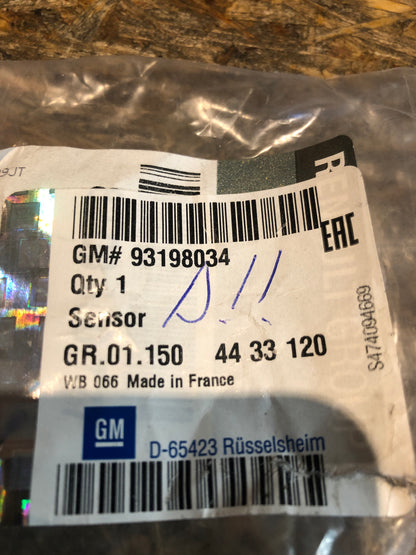 GM# 93198034
Qty 1
Sensor
GR.01.150 44 33 120
WB 066 Made in France
GM
D-65423 Rüsselsheim
EAC
S474094669